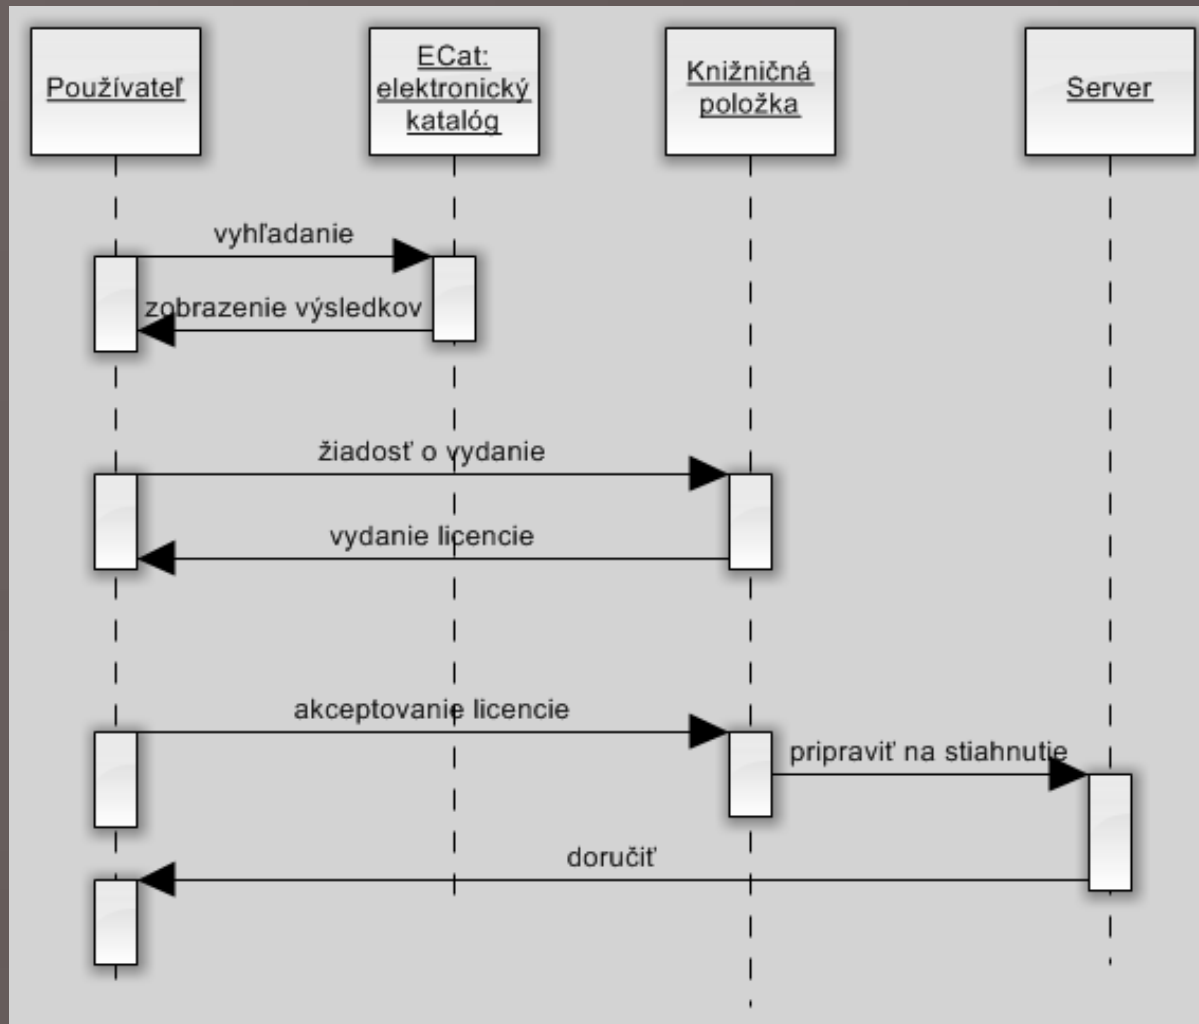 Používateľ
ECat:
elektronický
katalóg
Knižničná
položka
Server
vyhľadanie
zobrazenie výsledkov
žiadosť o vydanie
vydanie licencie
akceptovanie licencie
pripraviť na stiahnutie
doručiť